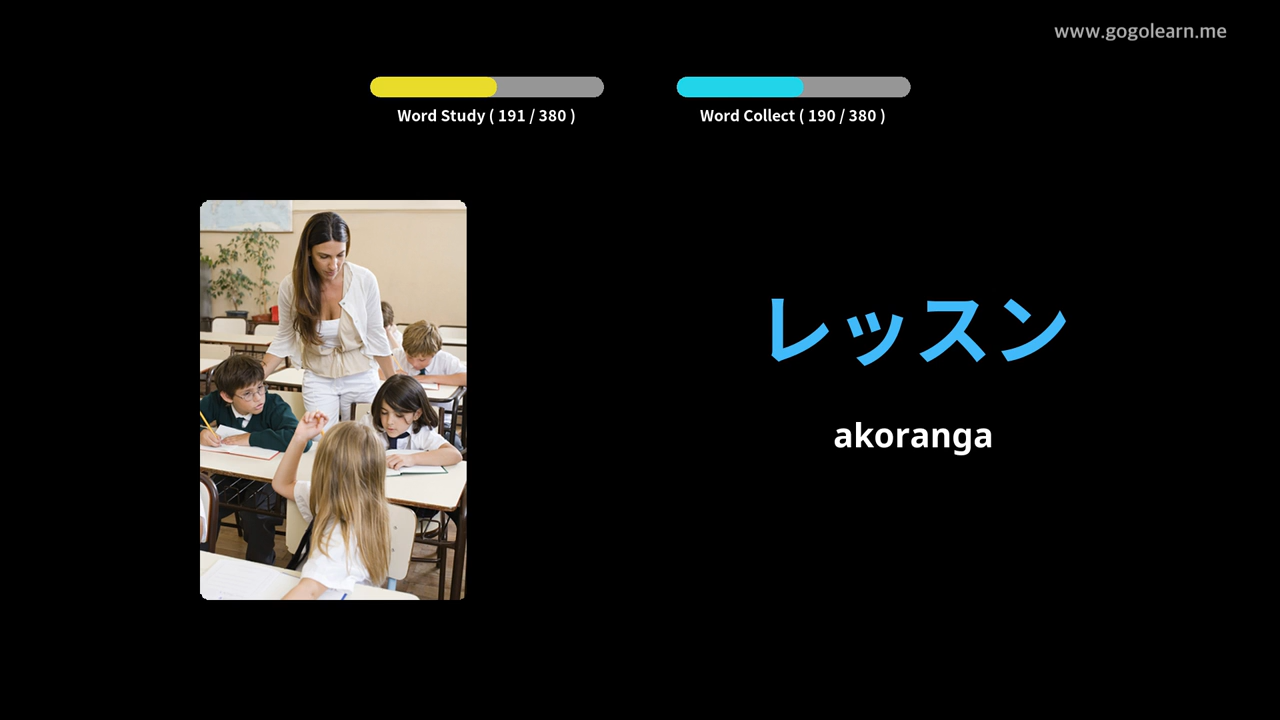 www.gogolearn.me
Word Study ( 191 / 380 )
Word Collect ( 190 / 380 )
レッスン
akoranga